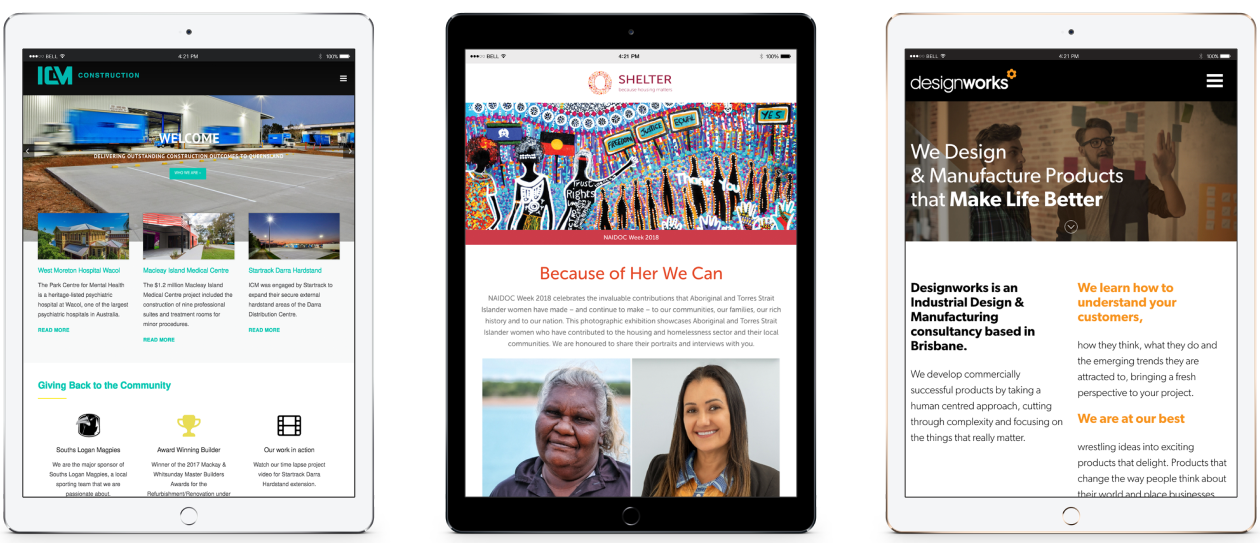 BELL
4:21 PM
100%
ICM CONSTRUCTION
WELCOME
DELIVERING OUTSTANDING CONSTRUCTION OUTCOMES TO QUEENSLAND
WHO WE ARE
West Moreton Hospital Wacol
The Park Centre for Mental Health
is a heritage-listed psychiatric
hospital at Wacol, one of the largest
psychiatric hospitals in Australia.
READ MORE
Macleay Island Medical Centre
The $1.2 million Macleay Island
Medical Centre project included the
construction of nine professional
suites and treatment rooms for
minor procedures.
READ MORE
Startrack Darra Hardstand
ICM was engaged by Startrack to
expand their secure external
hardstand areas of the Darra
Distribution Centre.
READ MORE
Giving Back to the Community
Souths Logan Magpies
We are the major sponsor of
Souths Logan Magpies, a local
sporting team that we are
passionate about.
Award Winning Builder
Winner of the 2017 Mackay &
Whitsunday Master Builders
Awards for the
Refurbishment/Renovation under
Our work in action
Watch our time lapse project
video for Startrack Darra
Hardstand extension.
BELL
4:21 PM
100%
SHELTER
because housing matters
FREEDOM
JUSTICE
EQUAL
YES
Trust
Rights
Thank You
NAIDOC Week 2018
Because of Her We Can
NAIDOC Week 2018 celebrates the invaluable contributions that Aboriginal and Torres Strait
Islander women have made – and continue to make – to our communities, our families, our rich
history and to our nation. This photographic exhibition showcases Aboriginal and Torres Strait
Islander women who have contributed to the housing and homelessness sector and their local
communities. We are honoured to share their portraits and interviews with you.
BELL
4:21 PM
100%
designworks
We Design
& Manufacture Products
that Make Life Better
Designworks is an
Industrial Design &
Manufacturing
consultancy based in
Brisbane.
We develop commercially
successful products by taking a
human centred approach, cutting
through complexity and focusing on
the things that really matter.
We learn how to
understand your
customers,
how they think, what they do and
the emerging trends they are
attracted to, bringing a fresh
perspective to your project.
We are at our best
wrestling ideas into exciting
products that delight. Products that
change the way people think about
their world and place businesses